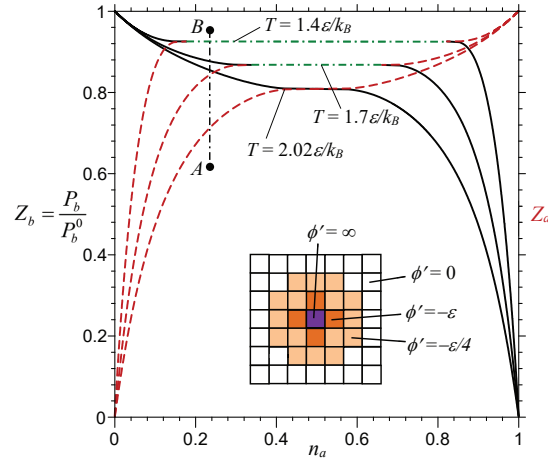 1
B
T = 1.4ε/k_B
0.8
T = 1.7ε/k_B
T = 2.02ε/k_B
0.6
A
Z_b = P_b / P_b^0
Z_a
ϕ′ = ∞
0.4
ϕ′ = 0
0.2
ϕ′ = −ε
ϕ′ = −ε/4
0
0 0.2 0.4 0.6 0.8 1
n_a